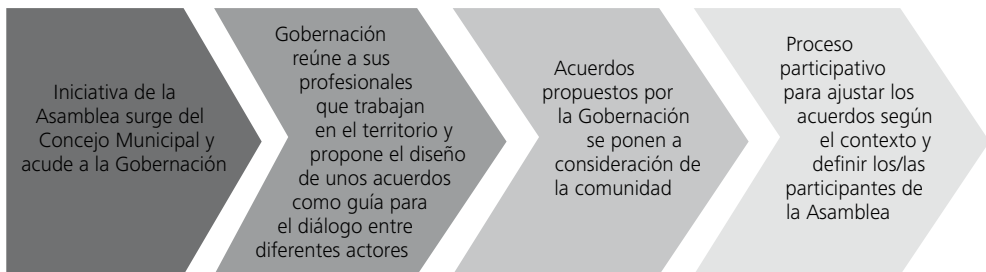 Iniciativa de la
Asamblea surge del
Concejo Municipal y
acude a la Gobernación
Gobernación
reúne a sus
profesionales
que trabajan
en el territorio y
propone el diseño
de unos acuerdos
como guía para
el diálogo entre
diferentes actores
Acuerdos
propuestos por
la Gobernación
se ponen a
consideración de
la comunidad
Proceso
participativo
para ajustar los
acuerdos según
el contexto y
definir los/las
participantes de
la Asamblea